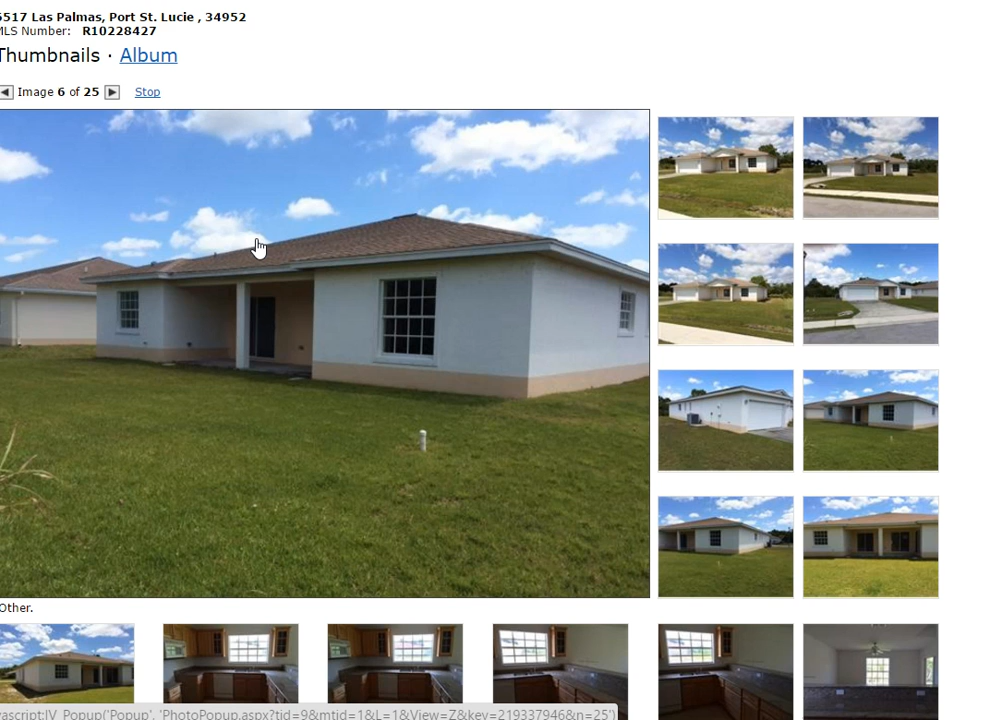 5517 Las Palmas, Port St. Lucie , 34952
MLS Number: R10228427
Thumbnails · Album
Image 6 of 25 Stop
Other.
vascript:IV_Popup('Popup', 'PhotoPopup.aspx?tid=9&mtid=1&L=1&View=Z&key=219337946&n=25')